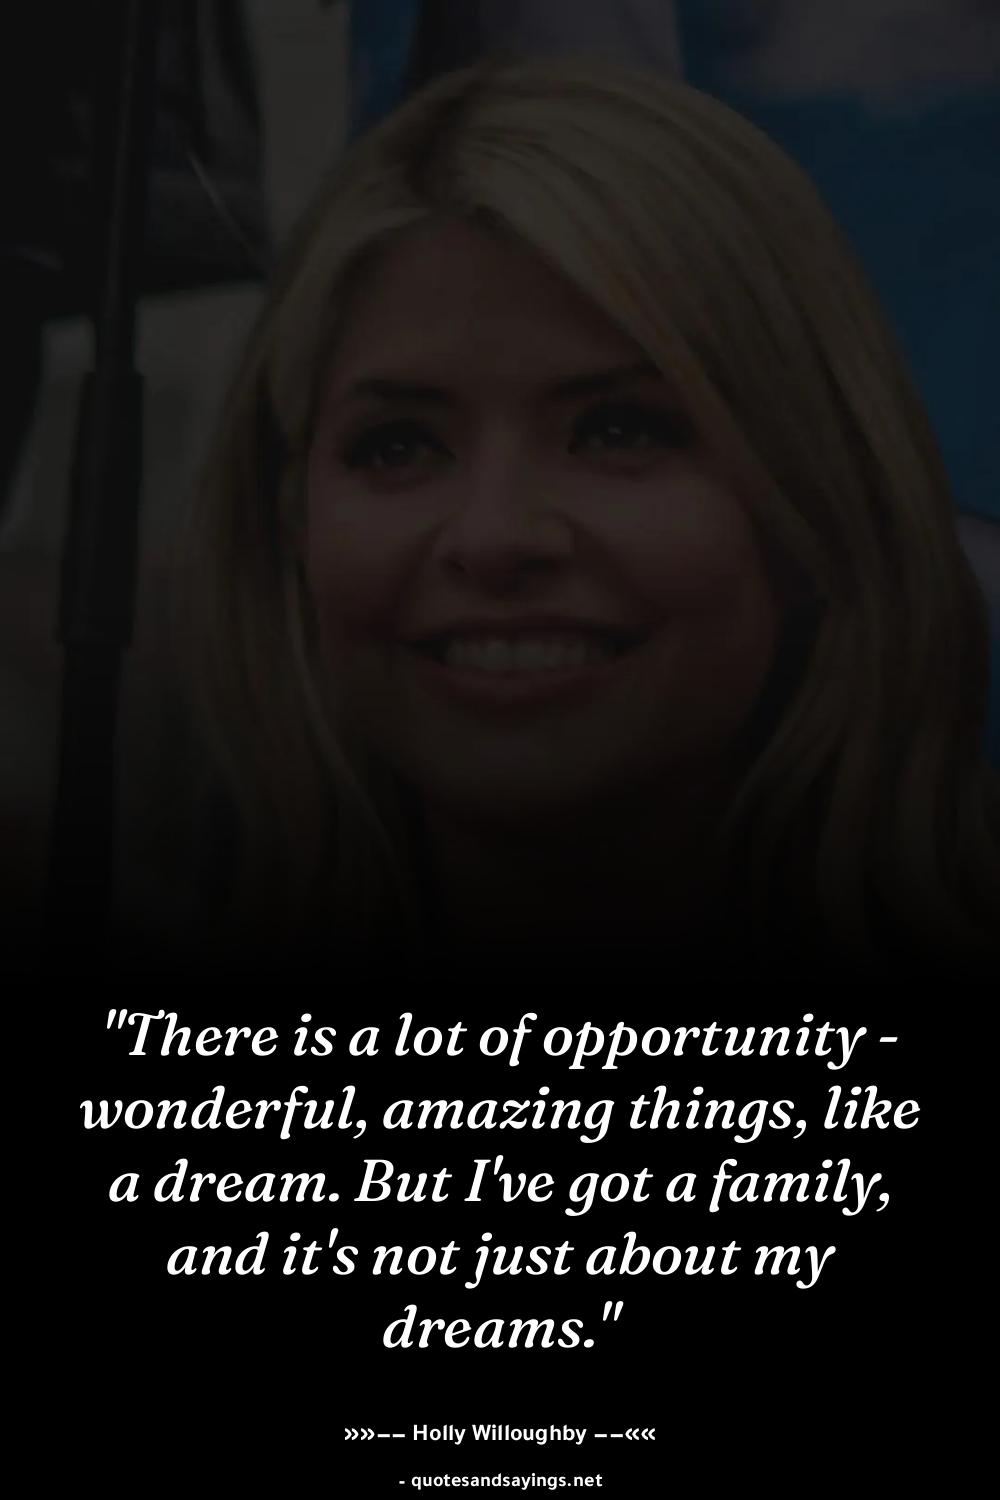 "There is a lot of opportunity -
wonderful, amazing things, like
a dream. But I've got a family,
and it's not just about my
dreams."
»»−− Holly Willoughby −−««
- quotesandsayings.net